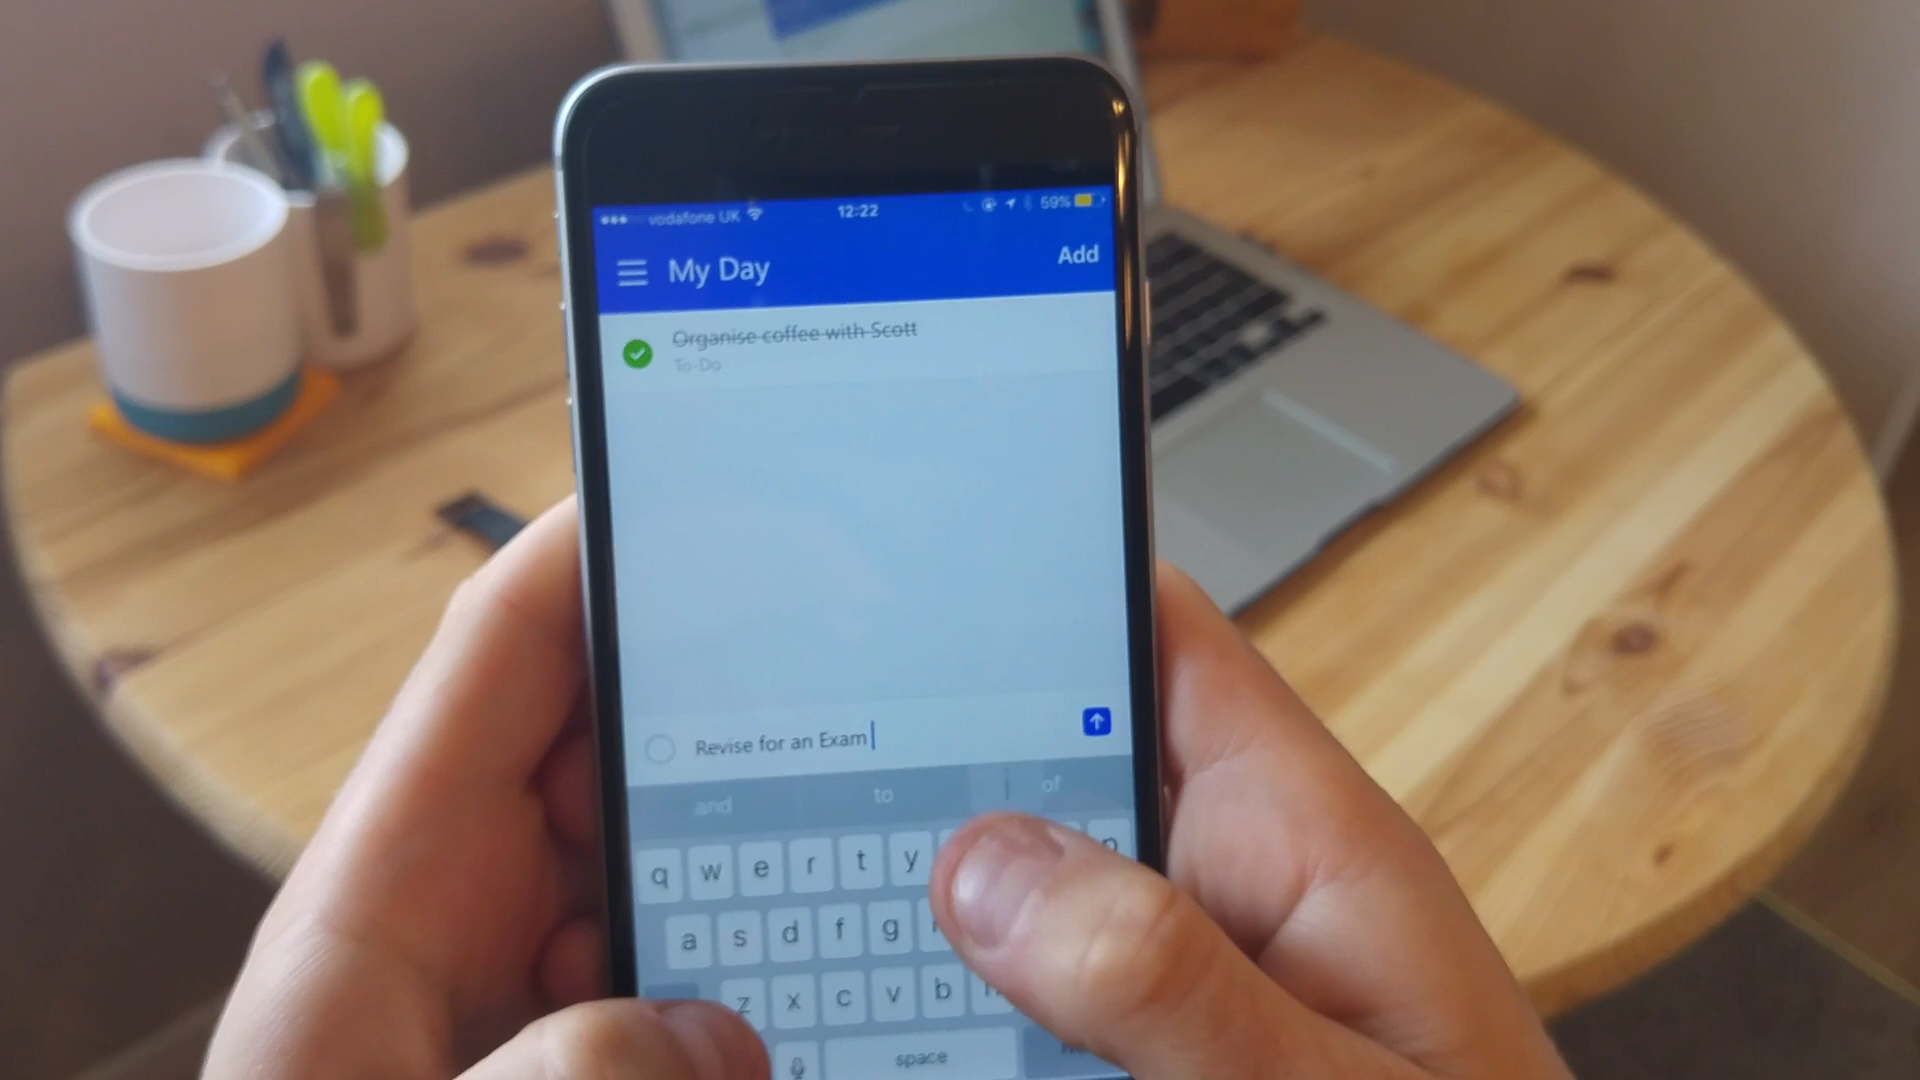 vodafone UK 12:22 59%
My Day Add
Organise coffee with Scott
To-Do
Revise for an Exam
and to of
q w e r t y
a s d f g
z x c v b
space